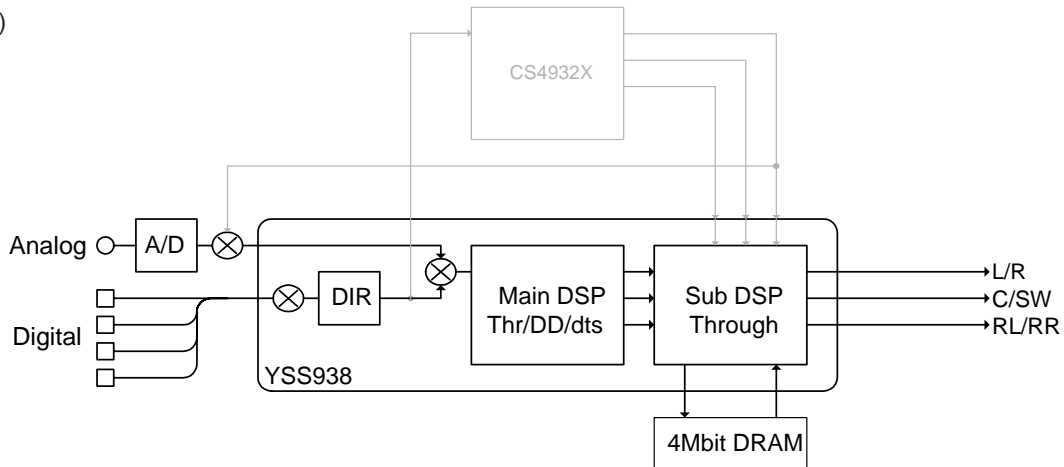 )
CS4932X
Analog
A/D
DIR
Main DSP
Thr/DD/dts
Sub DSP
Through
L/R
C/SW
RL/RR
Digital
YSS938
4Mbit DRAM